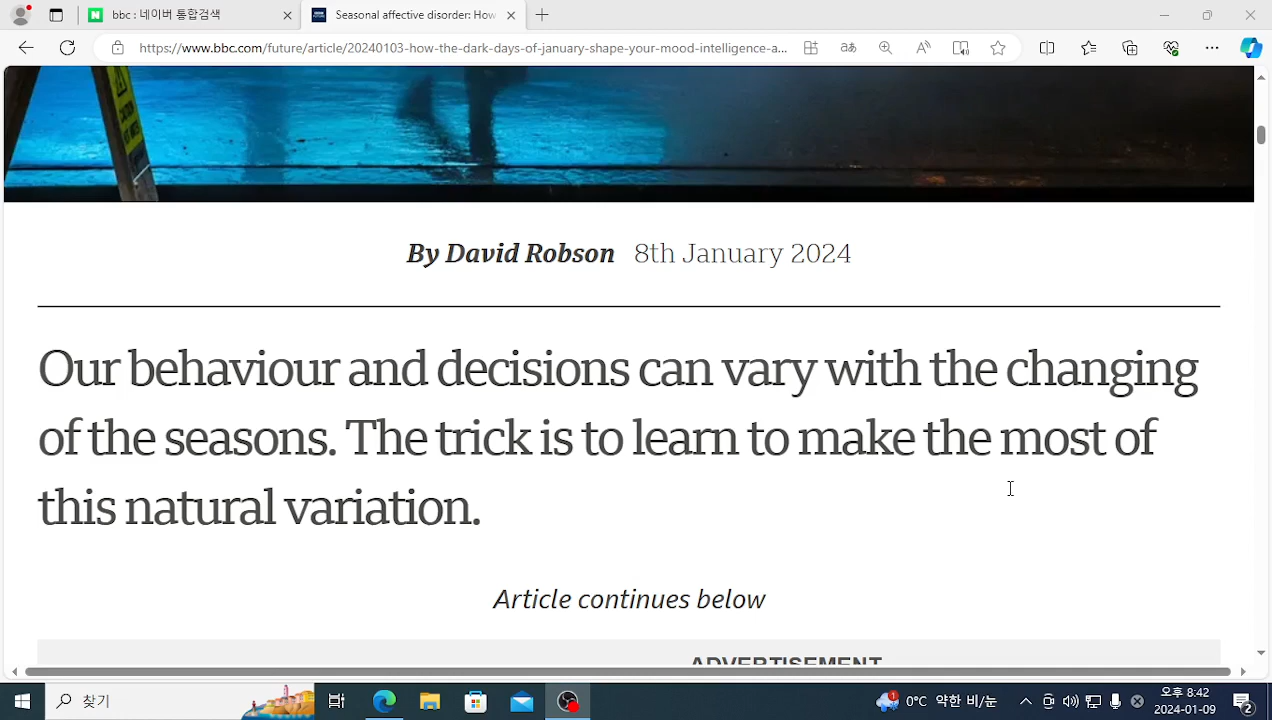 bbc : 네이버 통합검색
Seasonal affective disorder: How
https://www.bbc.com/future/article/20240103-how-the-dark-days-of-january-shape-your-mood-intelligence-a...
By David Robson 8th January 2024
Our behaviour and decisions can vary with the changing
of the seasons. The trick is to learn to make the most of
this natural variation.
Article continues below
ADVERTISEMENT
찾기
0°C 약한 비/눈
오후 8:42
2024-01-09